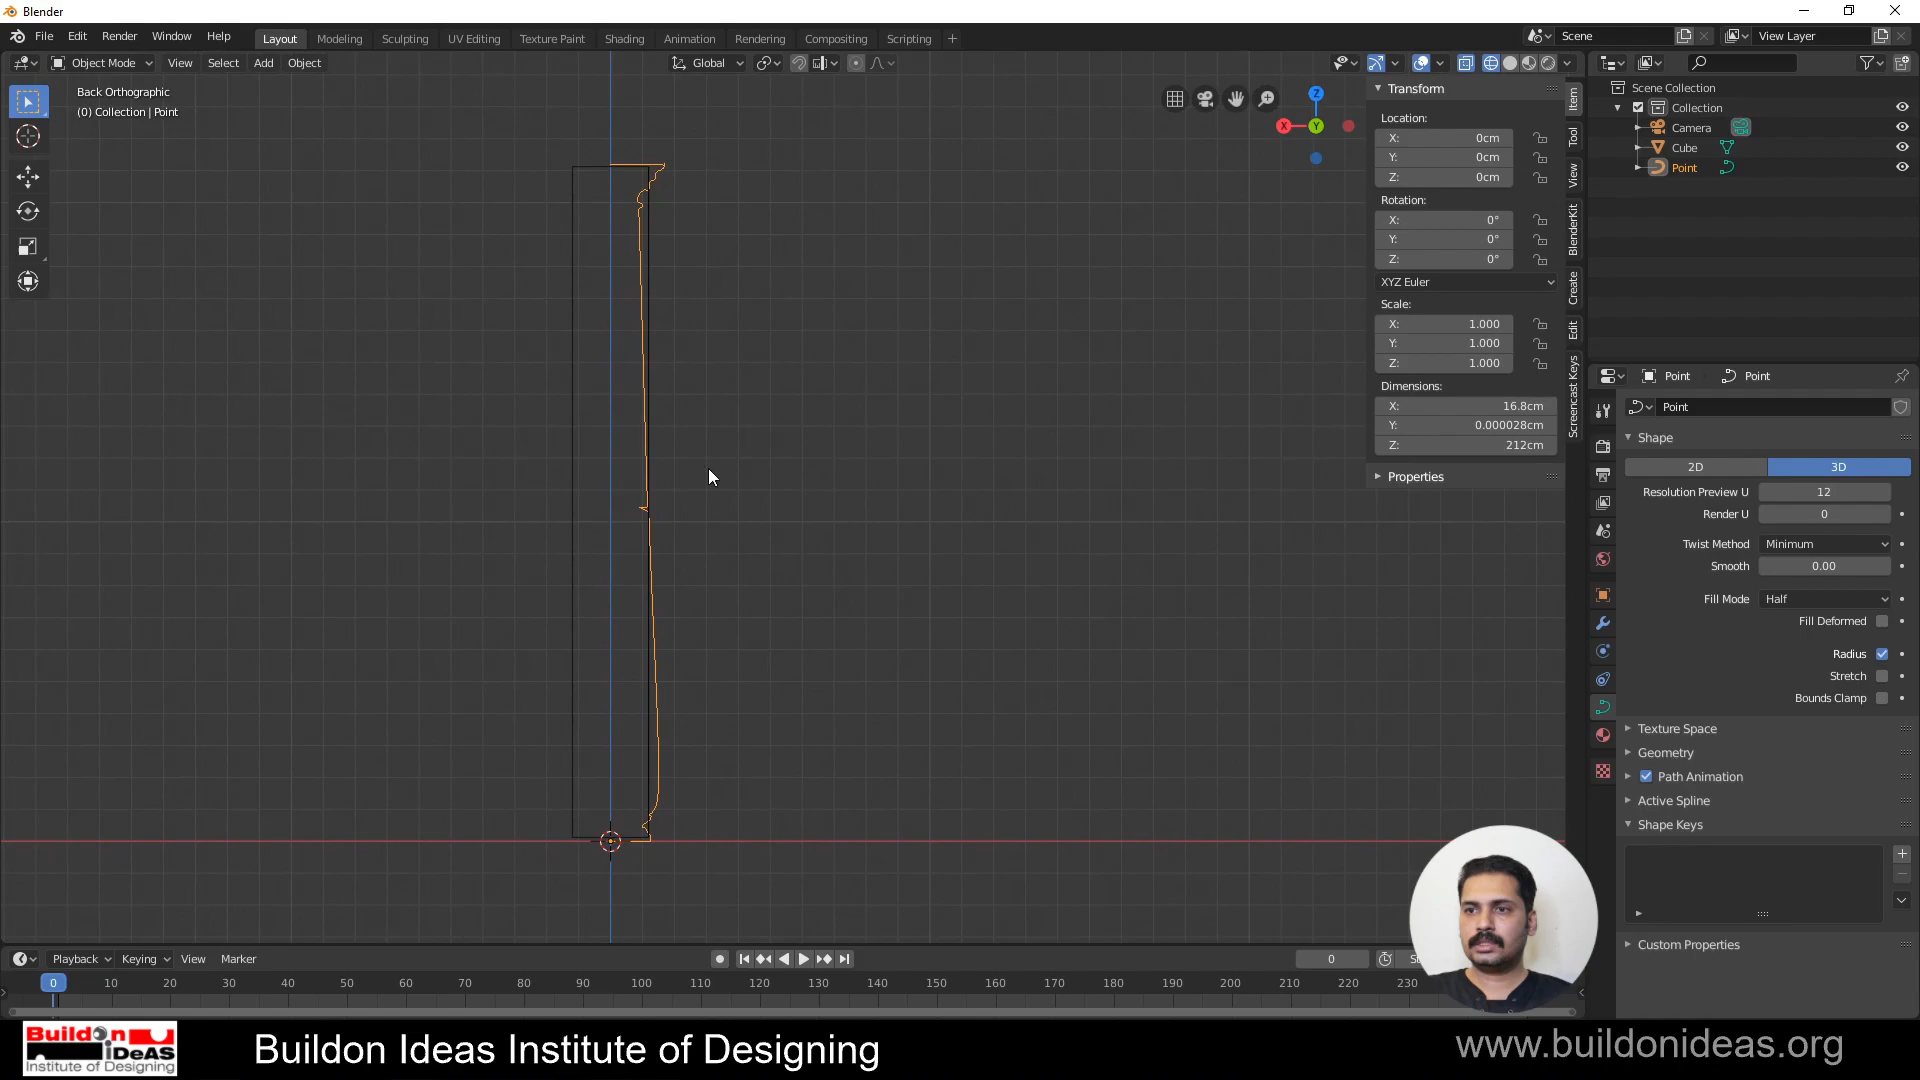 Blender
File Edit Render Window Help
Layout Modeling Sculpting UV Editing Texture Paint Shading Animation Rendering Compositing Scripting +
Scene View Layer
Object Mode View Select Add Object
Global
Back Orthographic
(0) Collection | Point
Z
X Y
Transform
Location:
X: 0cm
Y: 0cm
Z: 0cm
Rotation:
X: 0°
Y: 0°
Z: 0°
XYZ Euler
Scale:
X: 1.000
Y: 1.000
Z: 1.000
Dimensions:
X: 16.8cm
Y: 0.000028cm
Z: 212cm
Properties
Item
Tool
View
BlenderKit
Create
Edit
Screencast Keys
Scene Collection
Collection
Camera
Cube
Point
Point Point
Point
Shape
2D 3D
Resolution Preview U 12
Render U 0
Twist Method Minimum
Smooth 0.00
Fill Mode Half
Fill Deformed
Radius
Stretch
Bounds Clamp
Texture Space
Geometry
Path Animation
Active Spline
Shape Keys
Custom Properties
Playback Keying View Marker
0
0 10 20 30 40 50 60 70 80 90 100 110 120 130 140 150 160 170 180 190 200 210 220 230
Buildon
iDeAS
Institute of Designing
Buildon Ideas Institute of Designing
www.buildonideas.org